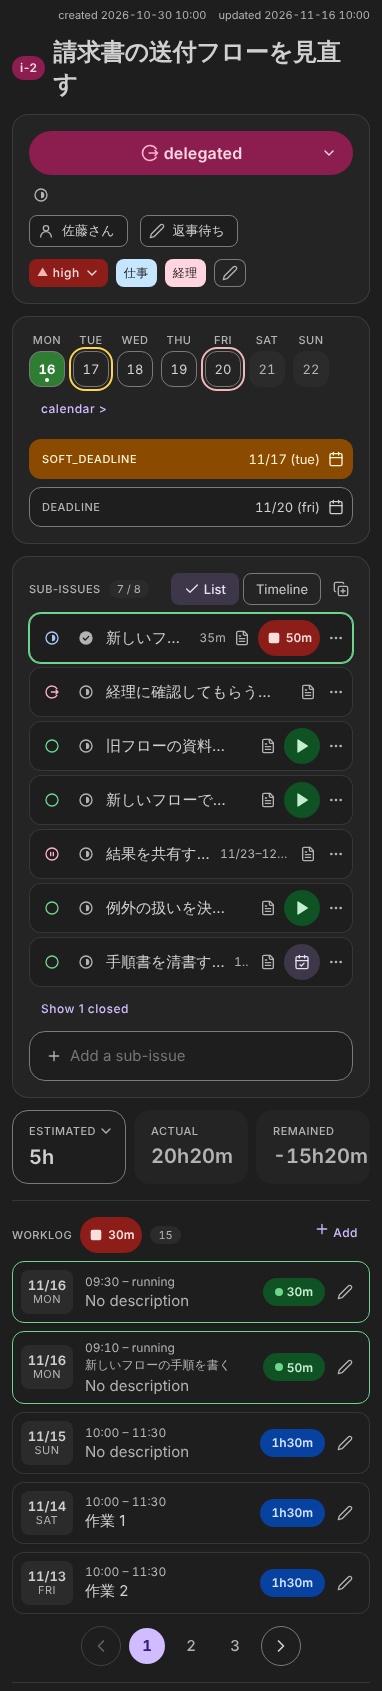 created 2026-10-30 10:00 updated 2026-11-16 10:00
i-2
請求書の送付フローを見直
す
delegated
佐藤さん 返事待ち
high 仕事 経理
MON TUE WED THU FRI SAT SUN
16 17 18 19 20 21 22
calendar >
SOFT_DEADLINE 11/17 (tue)
DEADLINE 11/20 (fri)
SUB-ISSUES 7 / 8 List Timeline
新しいフ… 35m 50m
経理に確認してもらう…
旧フローの資料…
新しいフローで…
結果を共有す… 11/23–12…
例外の扱いを決…
手順書を清書す… 1..
Show 1 closed
+ Add a sub-issue
ESTIMATED ACTUAL REMAINED
5h 20h20m -15h20m
WORKLOG 30m 15 + Add
11/16 MON 09:30 – running
No description 30m
11/16 MON 09:10 – running
新しいフローの手順を書く
No description 50m
11/15 SUN 10:00 – 11:30
No description 1h30m
11/14 SAT 10:00 – 11:30
作業 1 1h30m
11/13 FRI 10:00 – 11:30
作業 2 1h30m
1 2 3